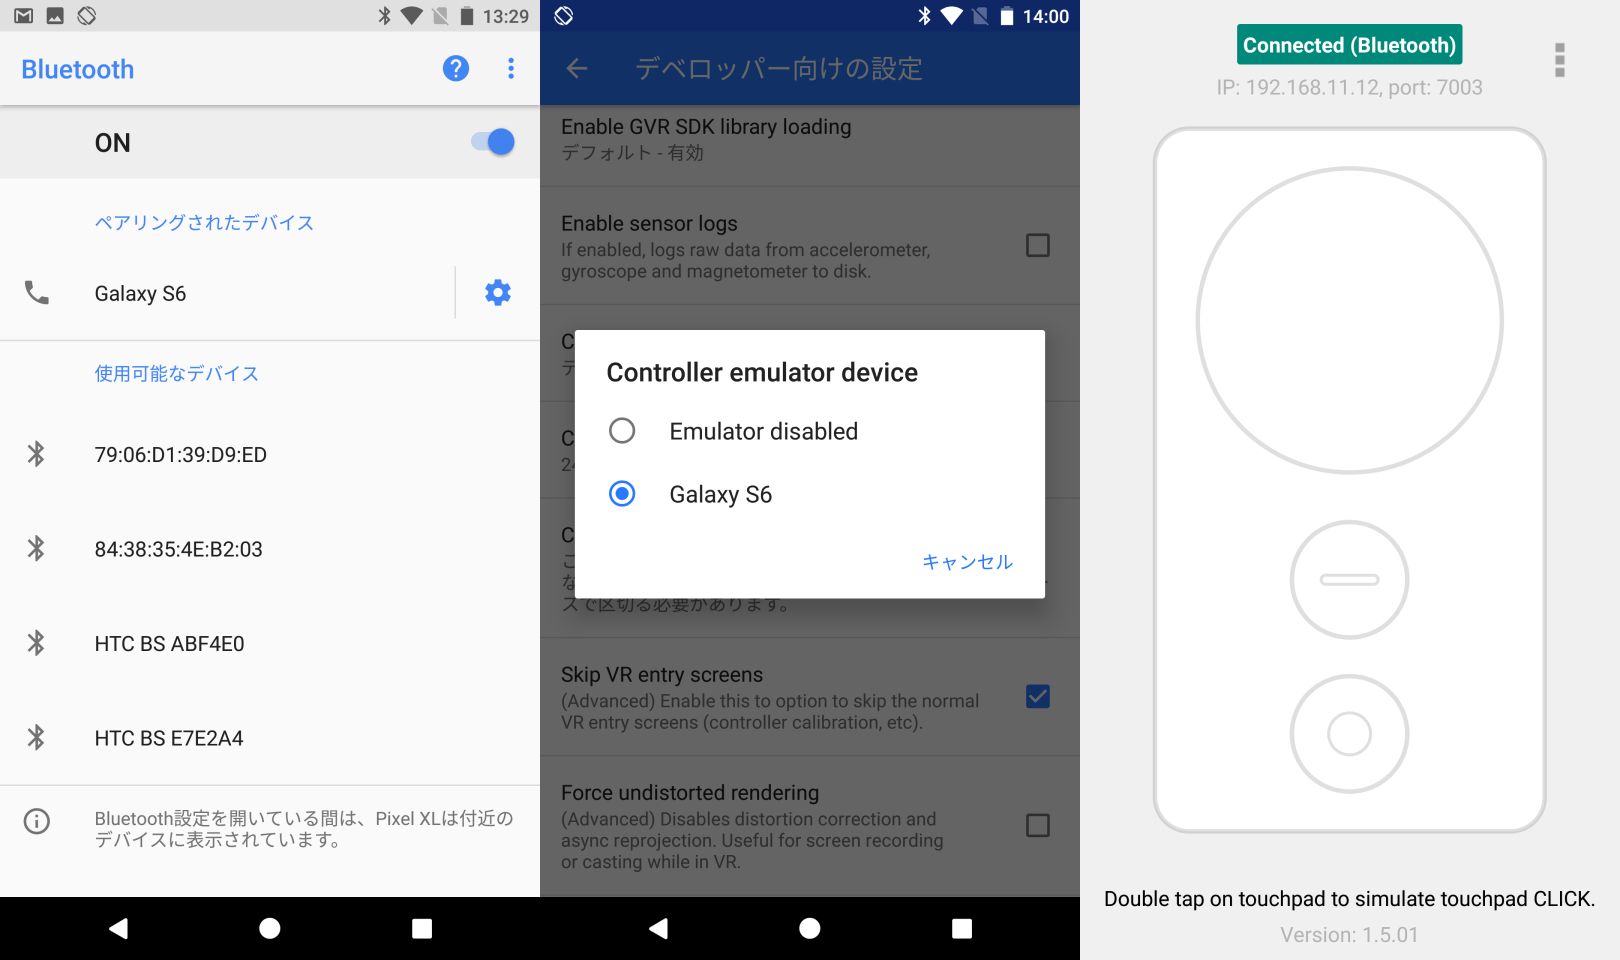 13:29
Bluetooth
ON
ペアリングされたデバイス
Galaxy S6
使用可能なデバイス
79:06:D1:39:D9:ED
84:38:35:4E:B2:03
HTC BS ABF4E0
HTC BS E7E2A4
Bluetooth設定を開いている間は、Pixel XLは付近の
デバイスに表示されています。
14:00
デベロッパー向けの設定
Enable GVR SDK library loading
デフォルト - 有効
Enable sensor logs
If enabled, logs raw data from accelerometer,
gyroscope and magnetometer to disk.
Controller emulator device
Emulator disabled
Galaxy S6
キャンセル
スで区切る必要があります。
Skip VR entry screens
(Advanced) Enable this to option to skip the normal
VR entry screens (controller calibration, etc).
Force undistorted rendering
(Advanced) Disables distortion correction and
async reprojection. Useful for screen recording
or casting while in VR.
Connected (Bluetooth)
IP: 192.168.11.12, port: 7003
Double tap on touchpad to simulate touchpad CLICK.
Version: 1.5.01